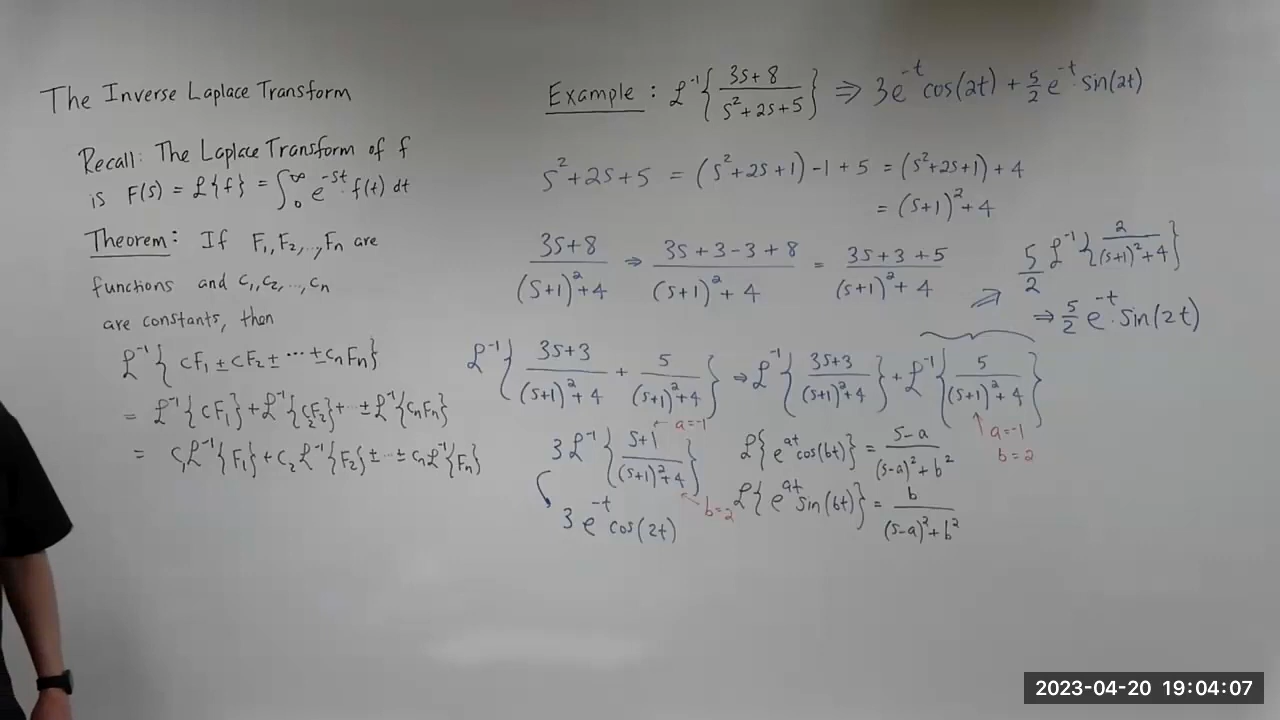 The Inverse Laplace Transform
Recall: The Laplace Transform of f
is F(s) = ℒ{f} = ∫₀^∞ e^{-st}·f(t) dt
Theorem: If F₁,F₂,...,Fₙ are
functions and c₁,c₂,...,cₙ
are constants, then
ℒ⁻¹{ cF₁ ± cF₂ ± ··· ± cₙFₙ}
= ℒ⁻¹{cF₁} + ℒ⁻¹{c₂F₂} + ·· ± ℒ⁻¹{cₙFₙ}
= c₁ℒ⁻¹{F₁} + c₂ℒ⁻¹{F₂} ± ·· ± cₙℒ⁻¹{Fₙ}
Example: ℒ⁻¹{(3s+8)/(s²+2s+5)} ⇒ 3e^{-t}cos(2t) + 5/2 e^{-t}·sin(2t)
s²+2s+5 = (s²+2s+1)-1+5 = (s²+2s+1)+4
= (s+1)²+4
(3s+8)/((s+1)²+4) ⇒ (3s+3-3+8)/((s+1)²+4) = (3s+3+5)/((s+1)²+4)
⇒ 5/2 ℒ⁻¹{2/((s+1)²+4)}
⇒ 5/2 e^{-t}·sin(2t)
ℒ⁻¹{(3s+3)/((s+1)²+4) + 5/((s+1)²+4)} ⇒ ℒ⁻¹{(3s+3)/((s+1)²+4)} + ℒ⁻¹{5/((s+1)²+4)}
3ℒ⁻¹{(s+1)/((s+1)²+4)}
← a=-1
b=2
3e^{-t}cos(2t)
ℒ{e^{at}cos(bt)} = (s-a)/((s-a)²+b²)
ℒ{e^{at}sin(bt)} = b/((s-a)²+b²)
a=-1
b=2
2023-04-20 19:04:07